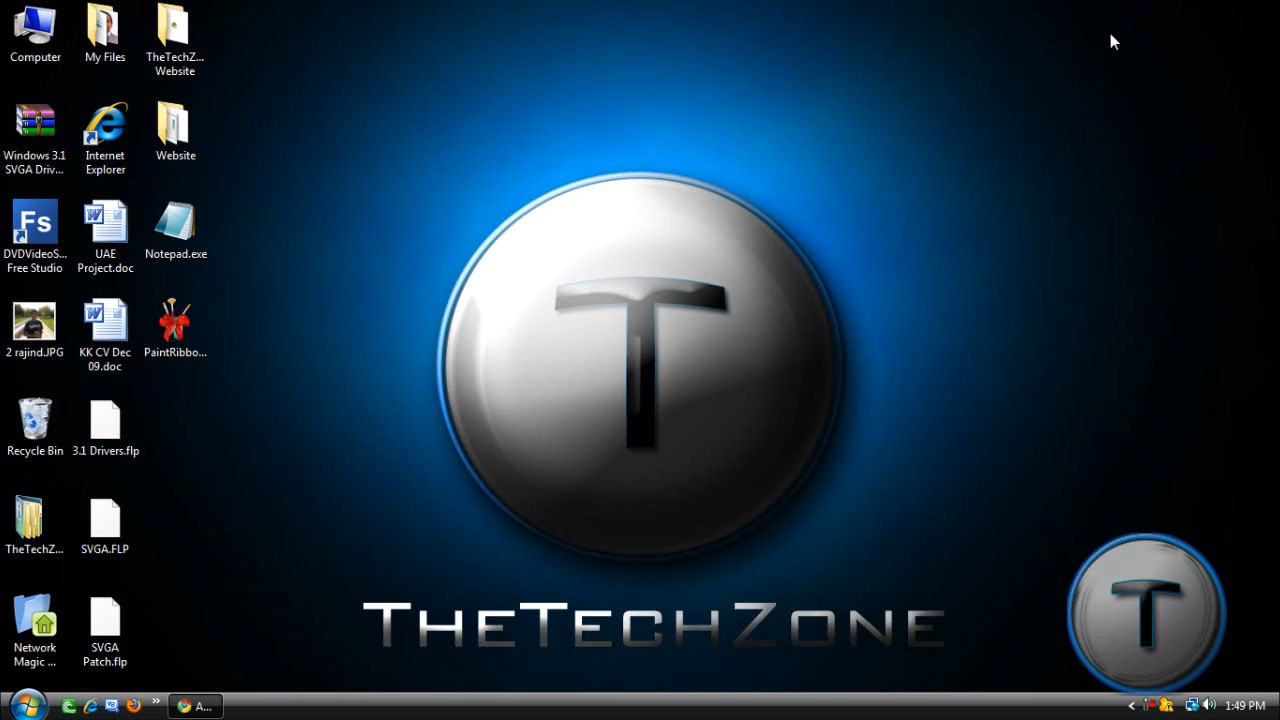 Computer
My Files
TheTechZ...
Website
Windows 3.1
SVGA Driv...
Internet
Explorer
Website
Fs
DVDVideoS...
Free Studio
UAE
Project.doc
Notepad.exe
2 rajind.JPG
KK CV Dec
09.doc
PaintRibbo...
Recycle Bin
3.1 Drivers.flp
TheTechZ...
SVGA.FLP
Network
Magic ...
SVGA
Patch.flp
T
THETECHZONE
T
A...
1:49 PM